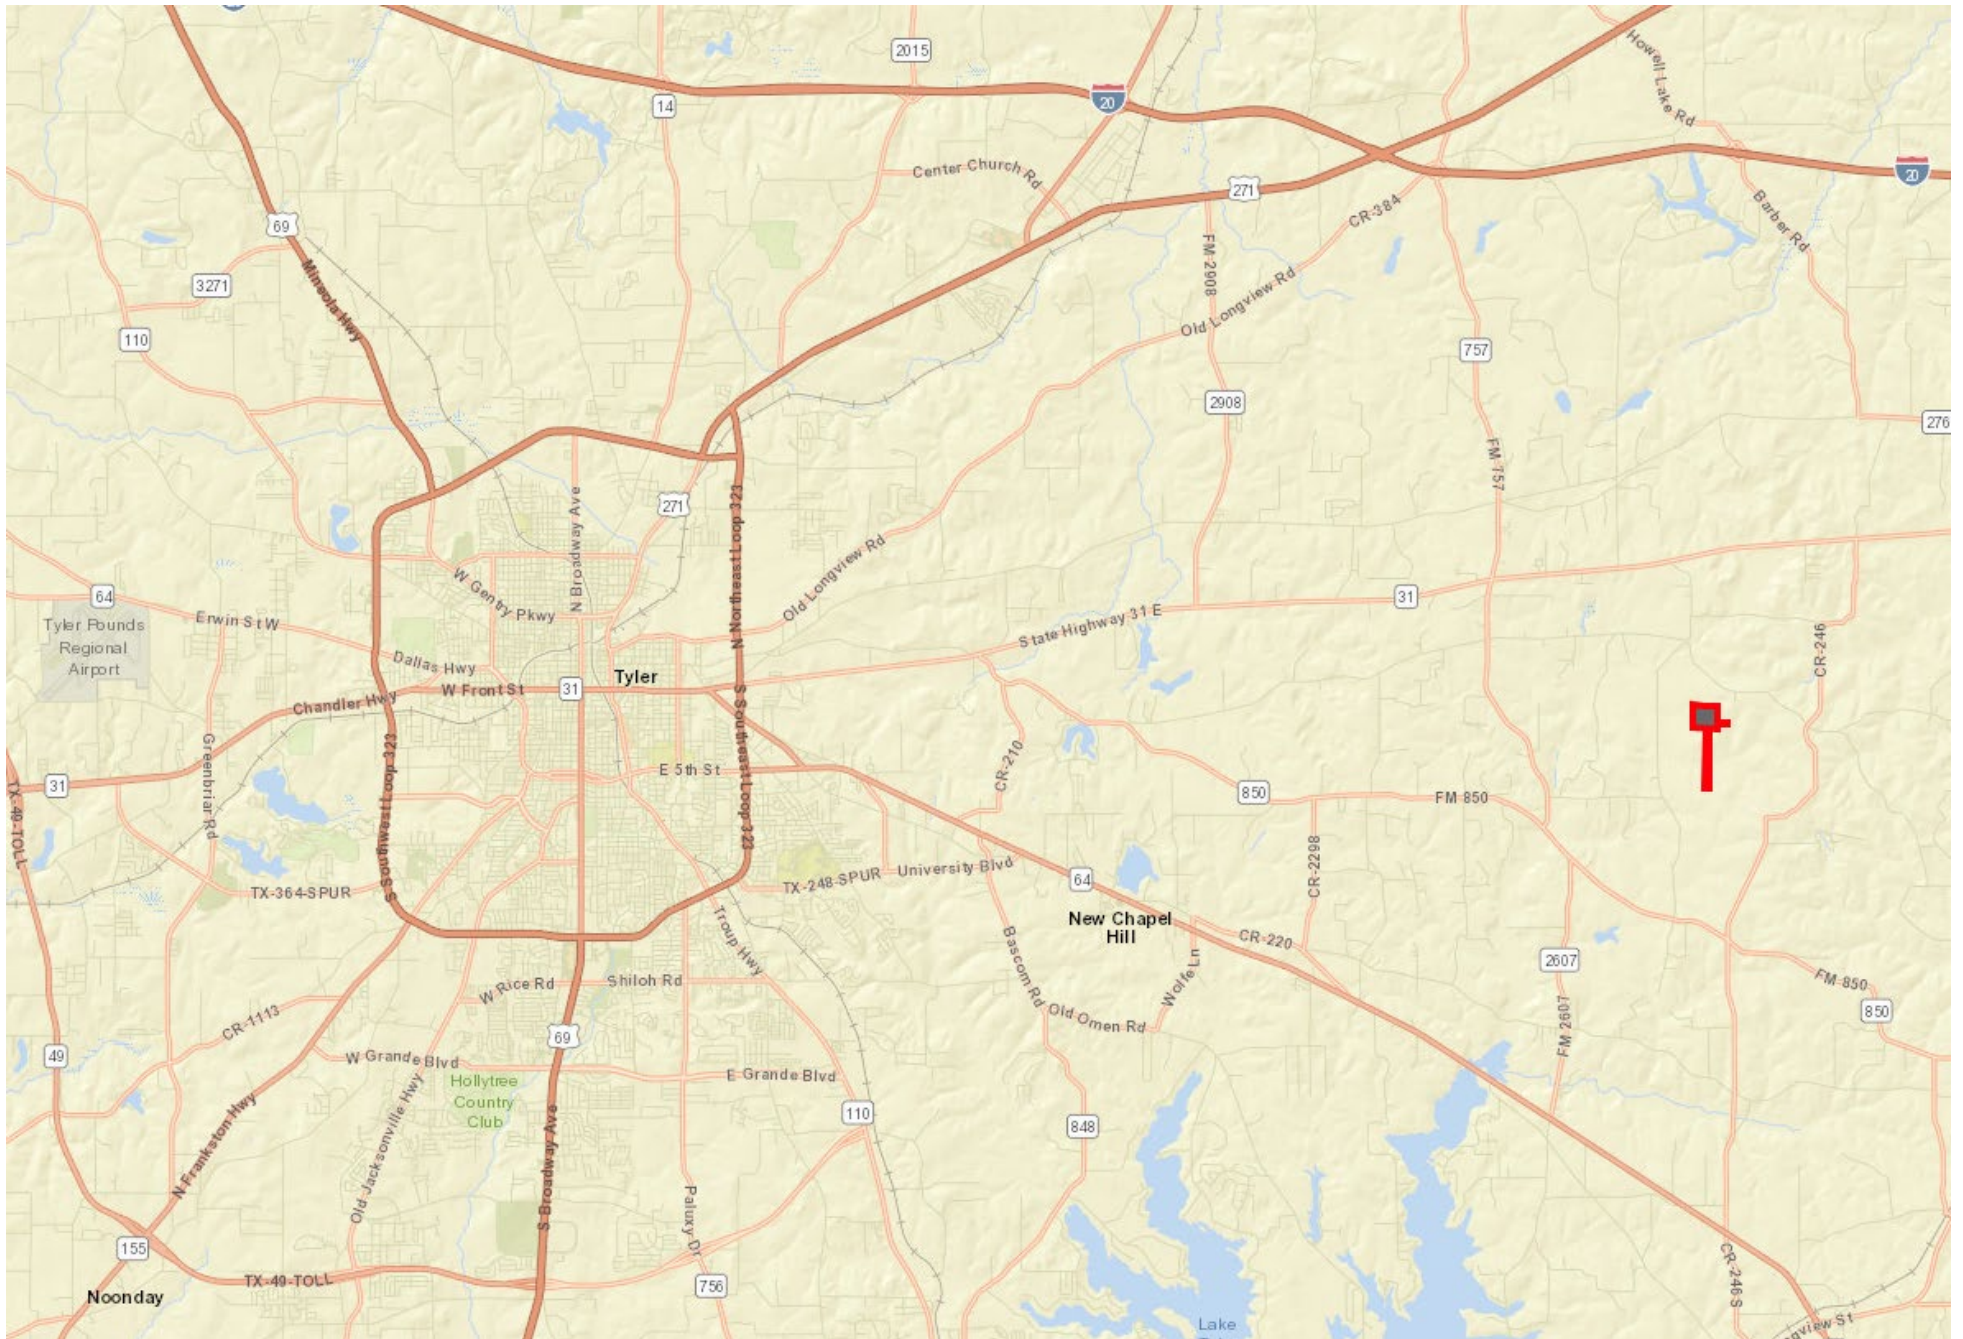 2015
14
20
Howell Lake Rd
Center Church Rd
271
20
69
CR-384
Barber Rd
3271
Mineola Hwy
FM 2908
Old Longview Rd
110
757
2908
276
FM 757
271
N Broadway Ave
N Northeast Loop 323
Old Longview Rd
W Gentry Pkwy
64
31
Tyler Pounds
Regional
Airport
Erwin St W
State Highway 31 E
CR-246
Dallas Hwy
Tyler
W Front St
31
Chandler Hwy
S Southeast Loop 323
S Southwest Loop 323
Greenbriar Rd
TX-49-TOLL
31
E 5th St
CR-210
850
FM 850
CR-2298
TX-364-SPUR
TX-248-SPUR
University Blvd
64
New Chapel
Hill
Troup Hwy
Bascom Rd
CR-220
Wolfe Ln
2607
FM 850
850
W Rice Rd
Shiloh Rd
CR-1113
Old Omen Rd
FM 2607
69
49
W Grande Blvd
E Grande Blvd
Hollytree
Country
Club
110
848
N Frankston Hwy
Old Jacksonville Hwy
S Broadway Ave
Paluxy Dr
155
TX-49-TOLL
756
Noonday
CR-246 S
Lake